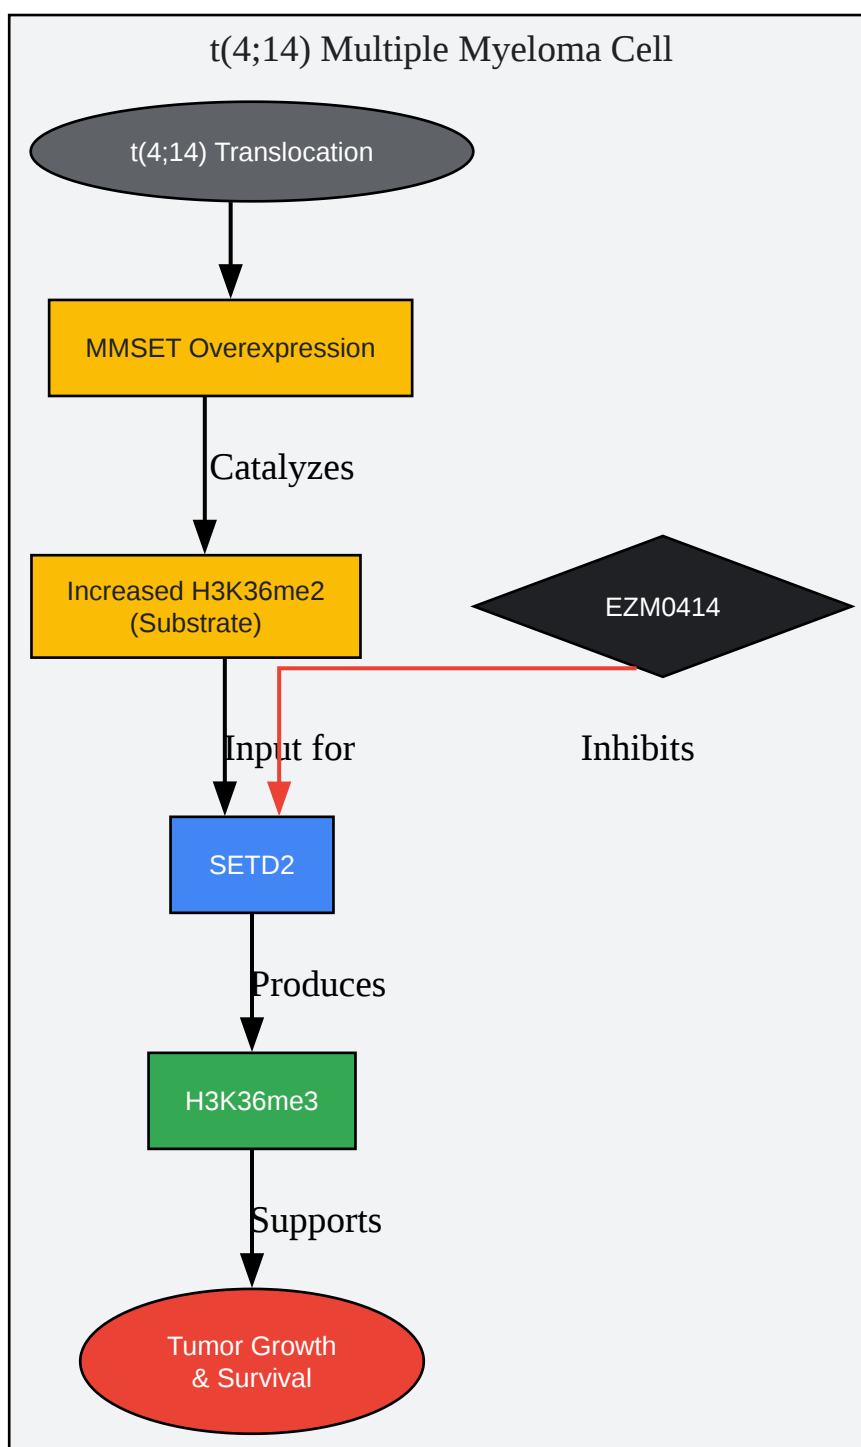 t(4;14) Multiple Myeloma Cell
t(4;14) Translocation
MMSET Overexpression
Catalyzes
Increased H3K36me2
(Substrate)
EZM0414
Input for
Inhibits
SETD2
Produces
H3K36me3
Supports
Tumor Growth
& Survival